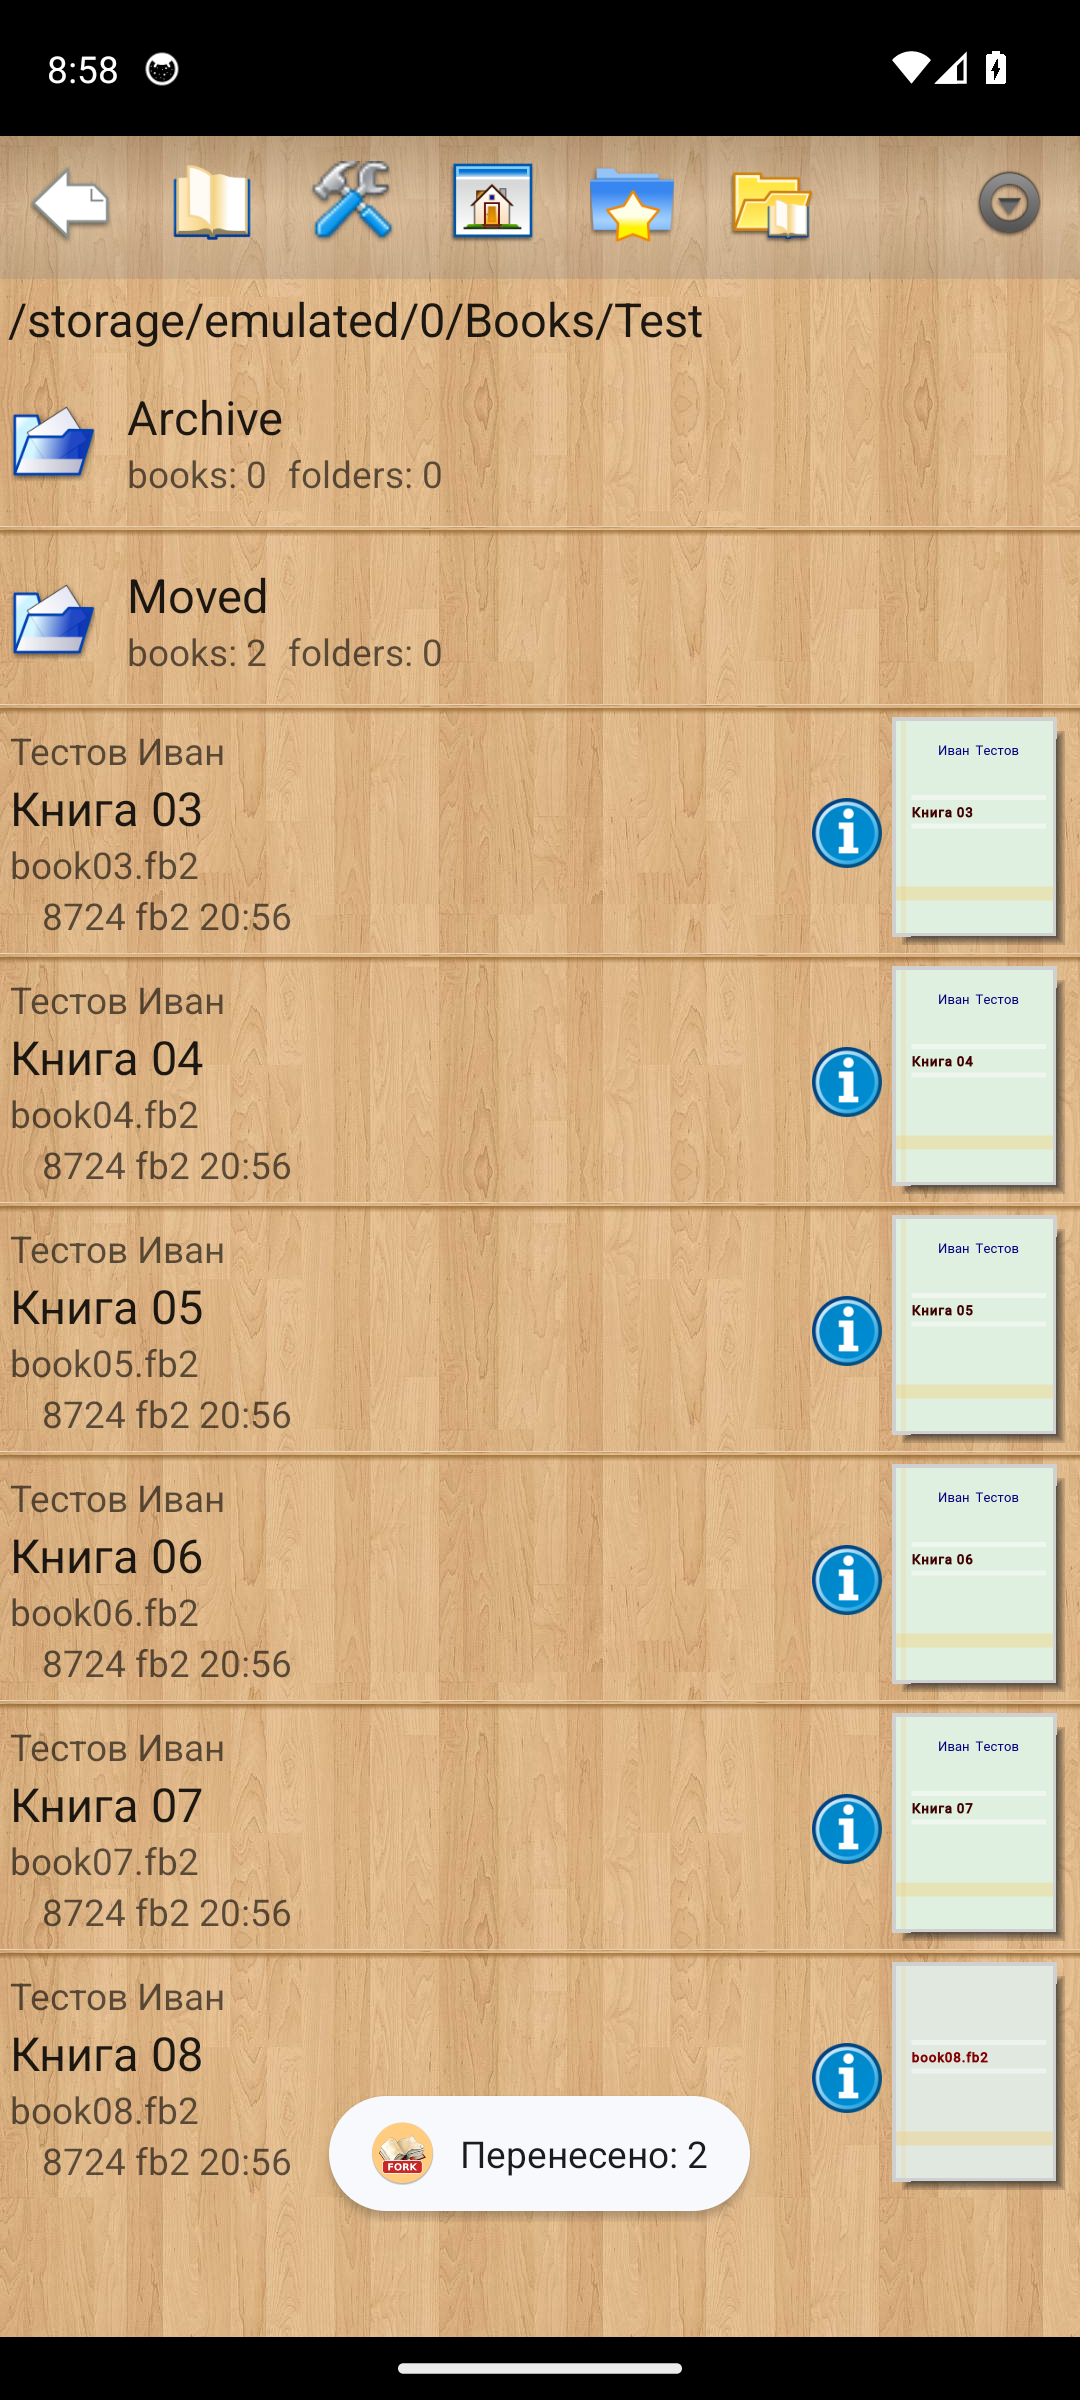 8:58
/storage/emulated/0/Books/Test
Archive
books: 0 folders: 0
Moved
books: 2 folders: 0
Тестов Иван
Книга 03
book03.fb2
8724 fb2 20:56
Иван Тестов
Книга 03
Тестов Иван
Книга 04
book04.fb2
8724 fb2 20:56
Иван Тестов
Книга 04
Тестов Иван
Книга 05
book05.fb2
8724 fb2 20:56
Иван Тестов
Книга 05
Тестов Иван
Книга 06
book06.fb2
8724 fb2 20:56
Иван Тестов
Книга 06
Тестов Иван
Книга 07
book07.fb2
8724 fb2 20:56
Иван Тестов
Книга 07
Тестов Иван
Книга 08
book08.fb2
8724 fb2 20:56
book08.fb2
FORK
Перенесено: 2